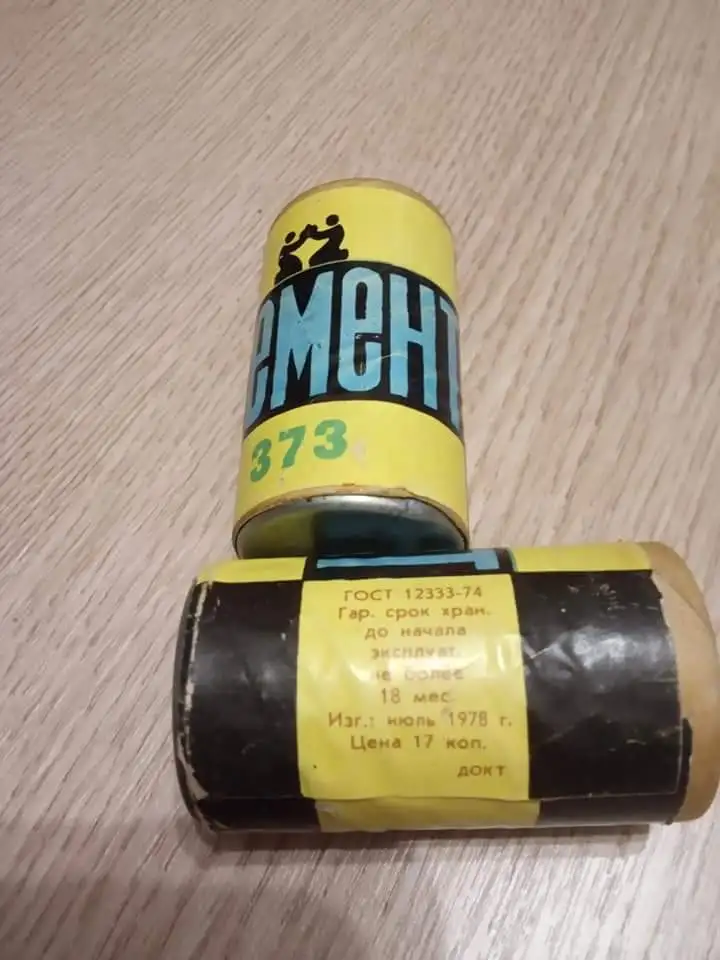 емент
373
ГОСТ 12333-74
Гар. срок хран.
до начала
эксплуат.
не более
18 мес.
Изг.: июль 1978 г.
Цена 17 коп.
ДОКТ